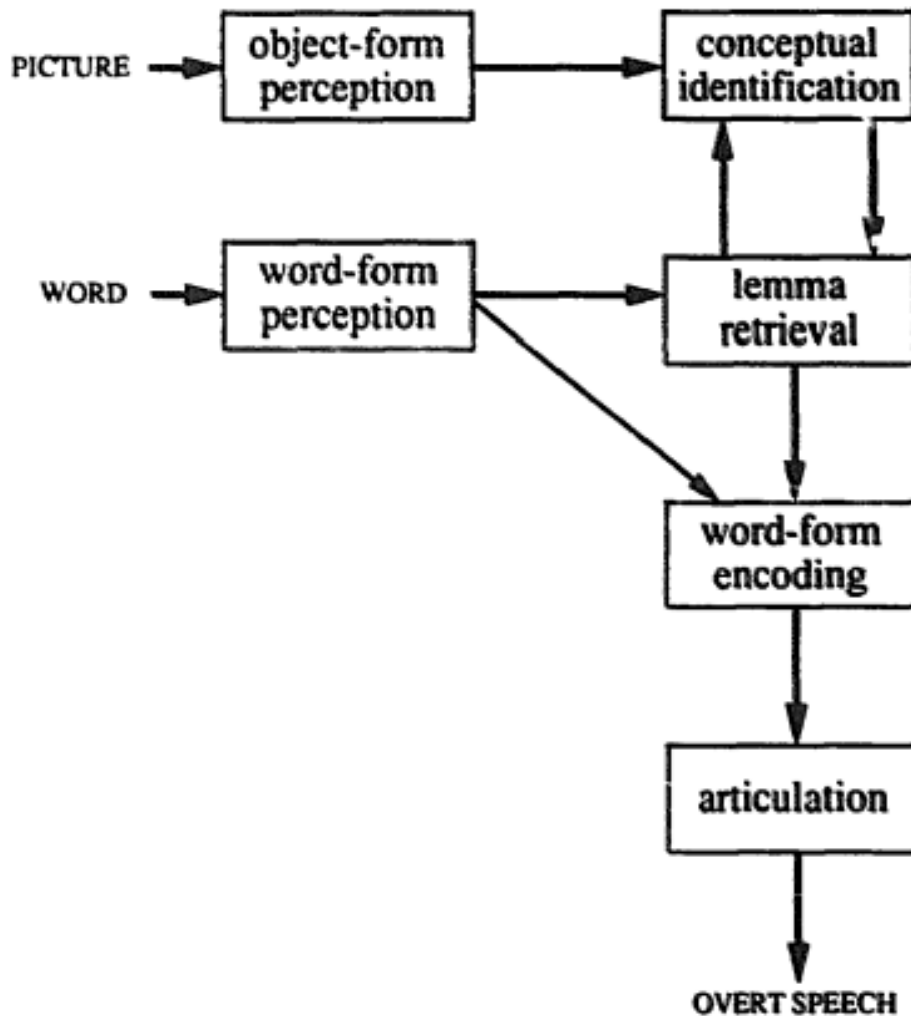 PICTURE
object-form
perception
conceptual
identification
WORD
word-form
perception
lemma
retrieval
word-form
encoding
articulation
OVERT SPEECH